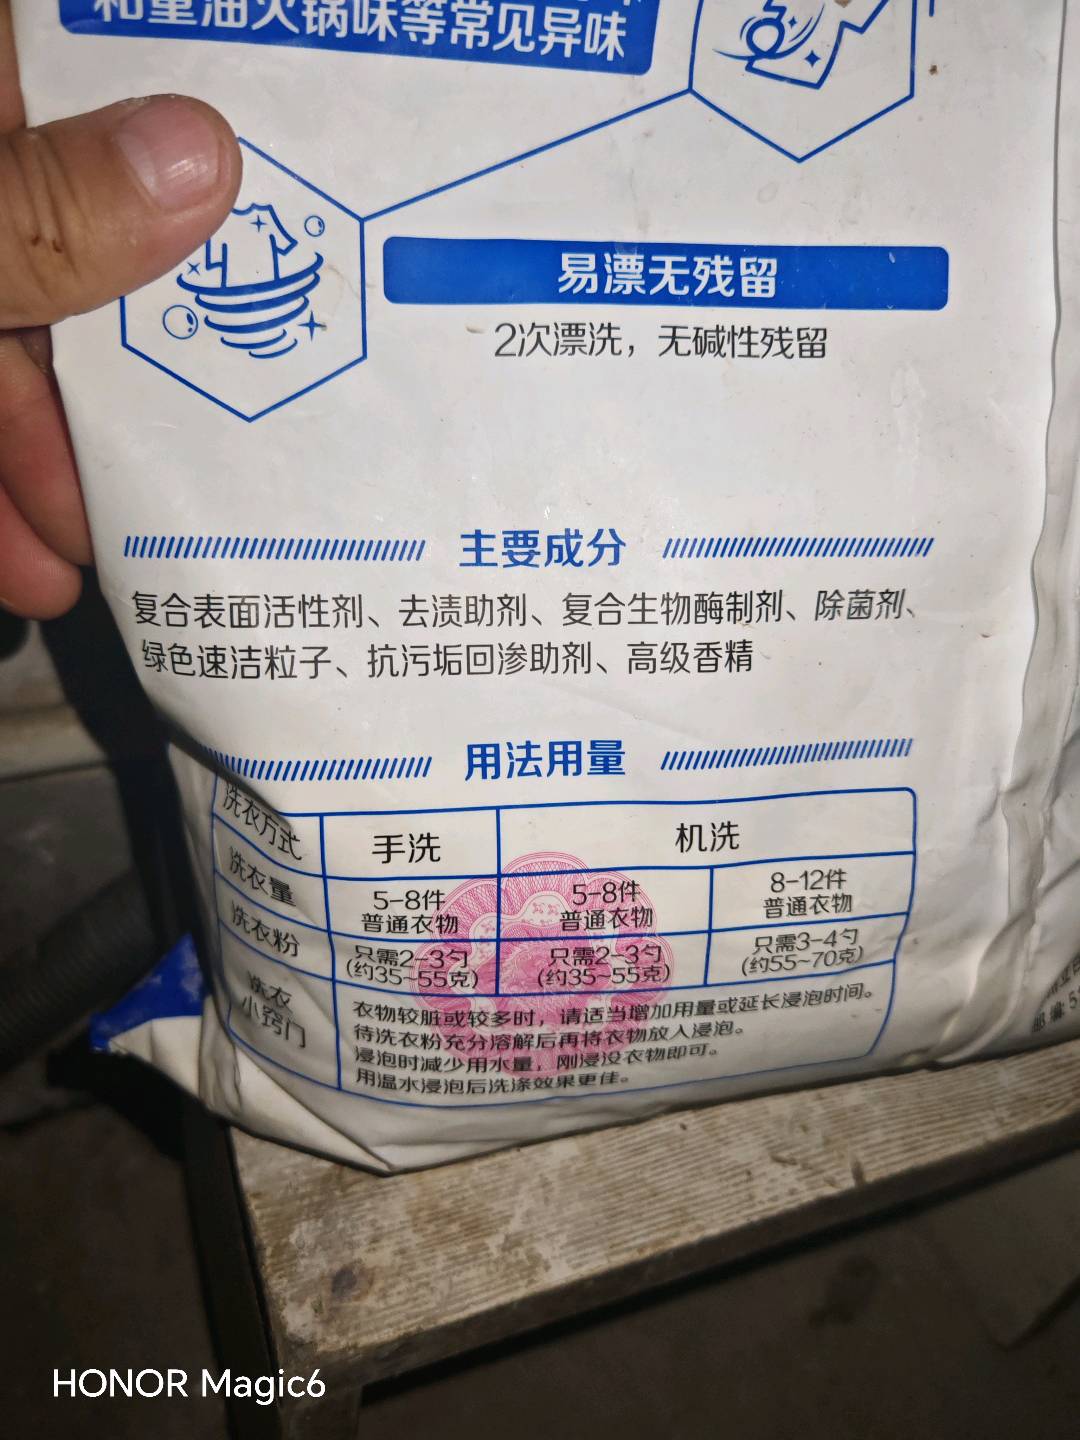 和重油火锅味等常见异味
易漂无残留
2次漂洗，无碱性残留
主要成分
复合表面活性剂、去渍助剂、复合生物酶制剂、除菌剂、
绿色速洁粒子、抗污垢回渗助剂、高级香精
用法用量
洗衣方式 手洗 机洗
洗衣量 5-8件 普通衣物 5-8件 普通衣物 8-12件 普通衣物
洗衣粉 只需2-3勺 (约35-55克) 只需2-3勺 (约35-55克) 只需3-4勺 (约55-70克)
洗衣
小窍门
衣物较脏或较多时，请适当增加用量或延长浸泡时间。
待洗衣粉充分溶解后再将衣物放入浸泡。
浸泡时减少用水量，刚浸没衣物即可。
用温水浸泡后洗涤效果更佳。
HONOR Magic6